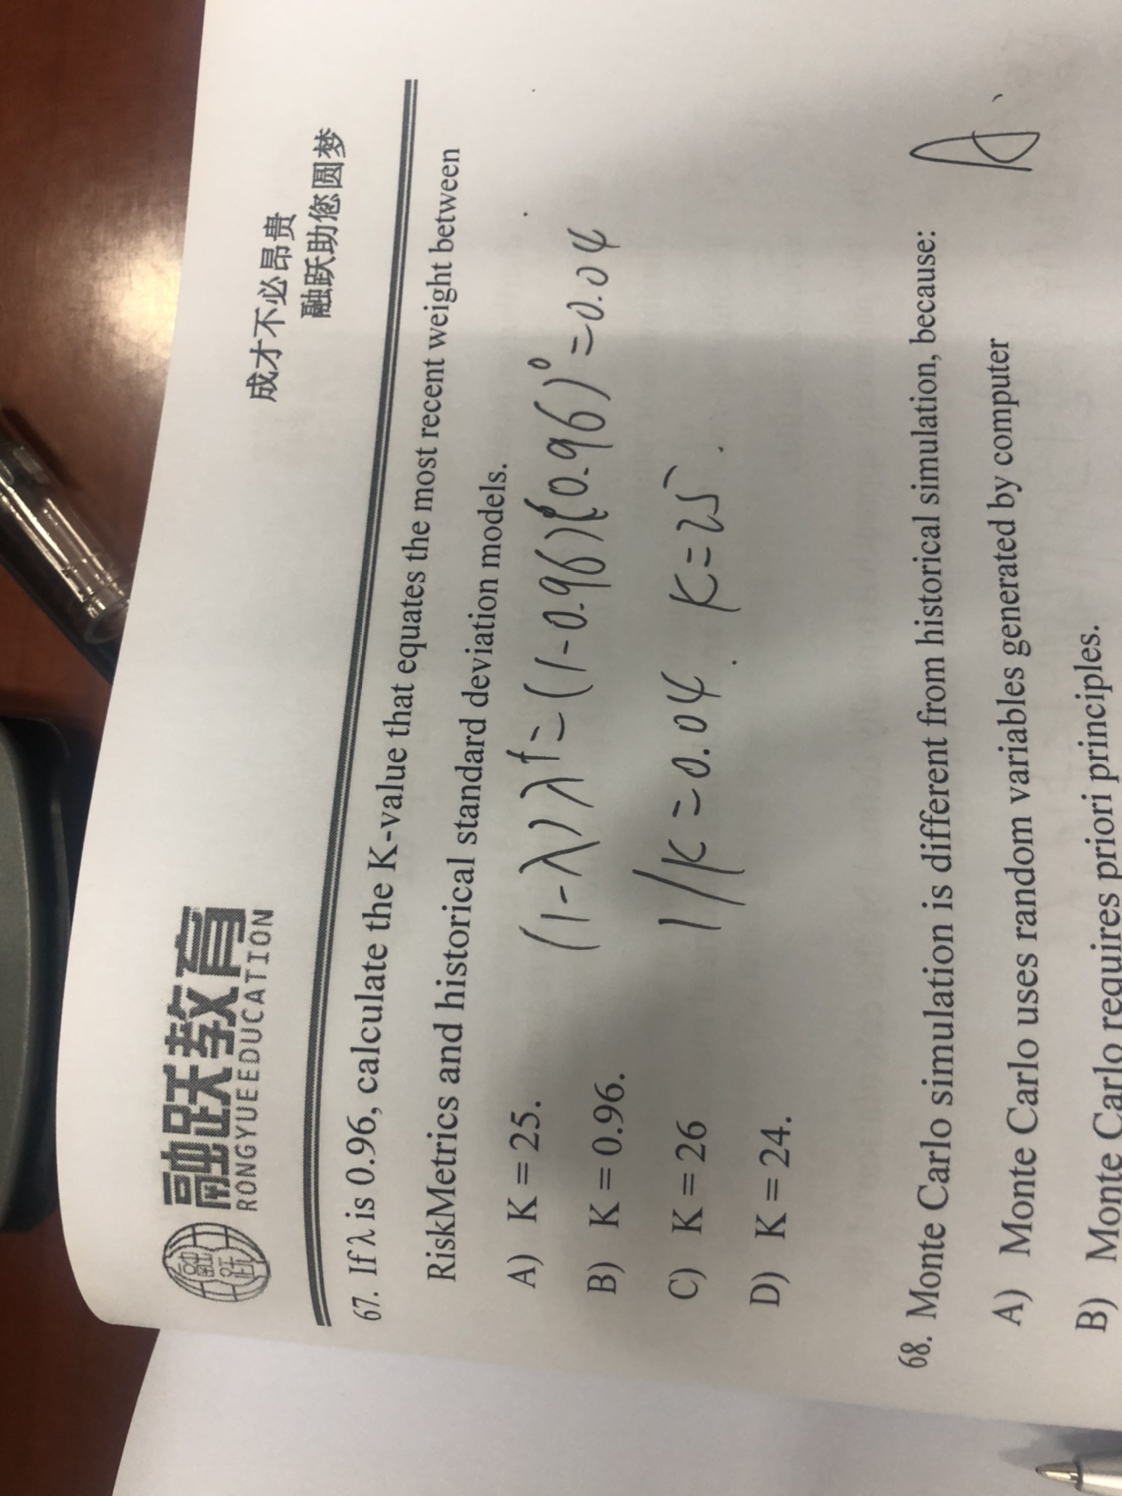 融跃教育
RONGYUEEDUCATION
成才不必昂贵
融跃助您圆梦
67. If λ is 0.96, calculate the K-value that equates the most recent weight between
RiskMetrics and historical standard deviation models.
A) K = 25.
(1-λ)λᵗ=(1-0.96)(0.96)⁰=0.04
B) K = 0.96.
1/K=0.04. K=25.
C) K = 26
D) K = 24.
68. Monte Carlo simulation is different from historical simulation, because:
A
A) Monte Carlo uses random variables generated by computer
B) Monte Carlo requires priori principles.